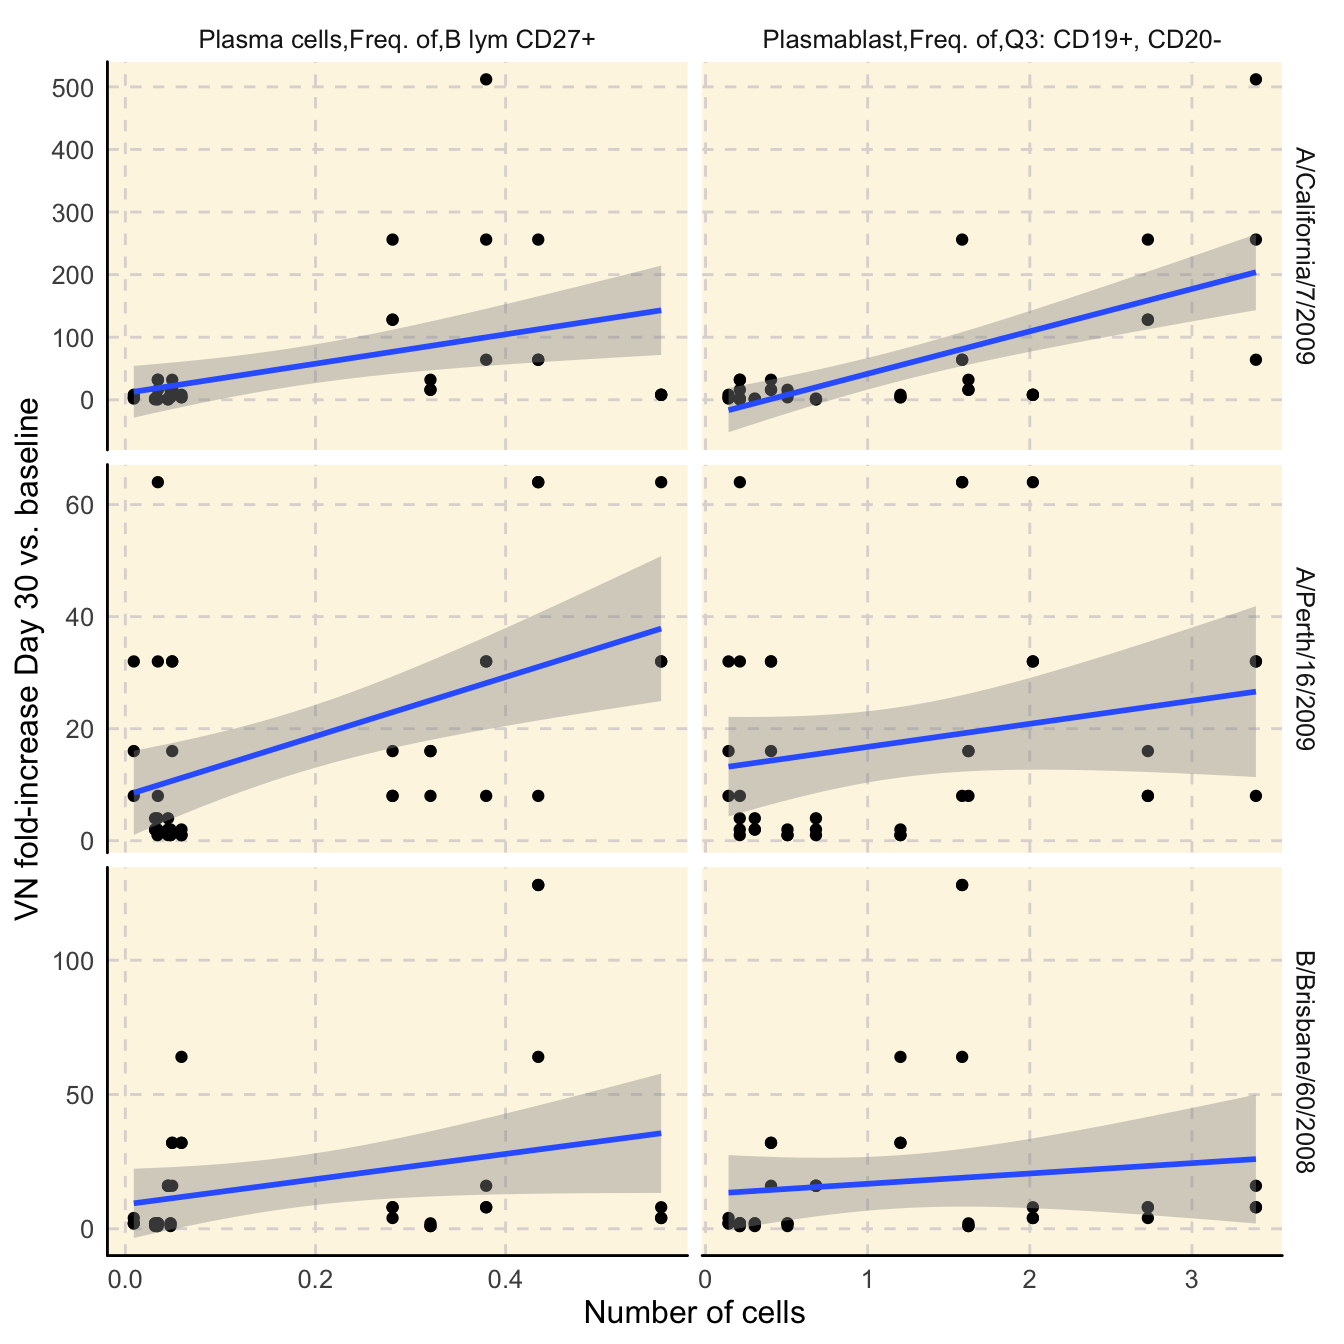 Plasma cells,Freq. of,B lym CD27+
Plasmablast,Freq. of,Q3: CD19+, CD20-
500
400
300
200
100
0
A/California/7/2009
60
40
20
0
A/Perth/16/2009
100
50
0
B/Brisbane/60/2008
VN fold-increase Day 30 vs. baseline
0.0
0.2
0.4
0
1
2
3
Number of cells